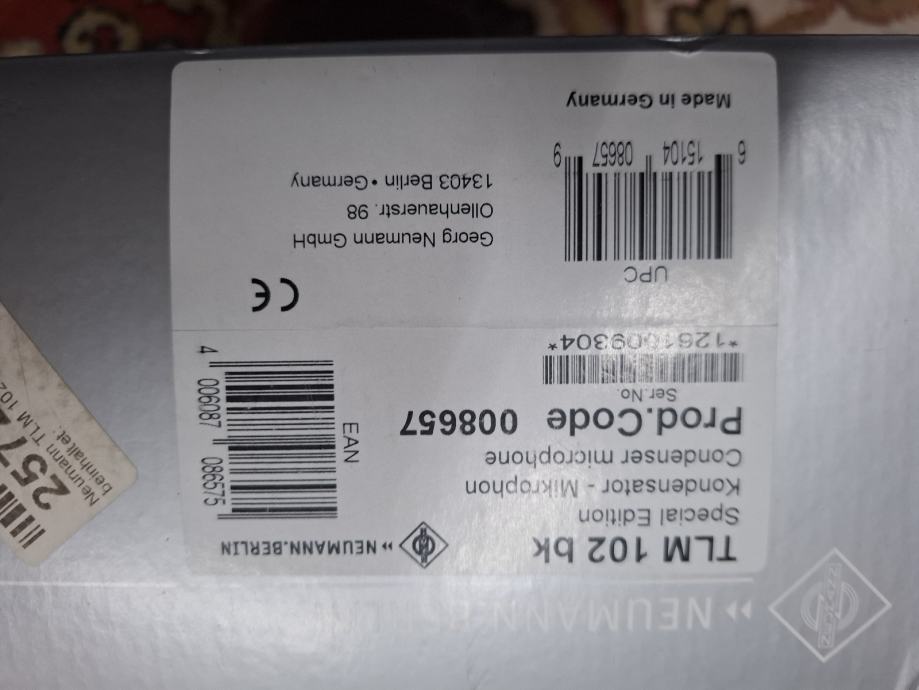 NEUMANN.BERLIN
TLM 102 bk
NEUMANN.BERLIN
Special Edition
Kondensator - Mikrophon
Condenser microphone
Prod.Code 008657
Ser.No.
EAN
4 006087 086575
UPC
6 15104 08657 9
Georg Neumann GmbH
Ollenhauerstr. 98
13403 Berlin • Germany
CE
Made in Germany
Neumann TLM 102
beinhaltet:
257